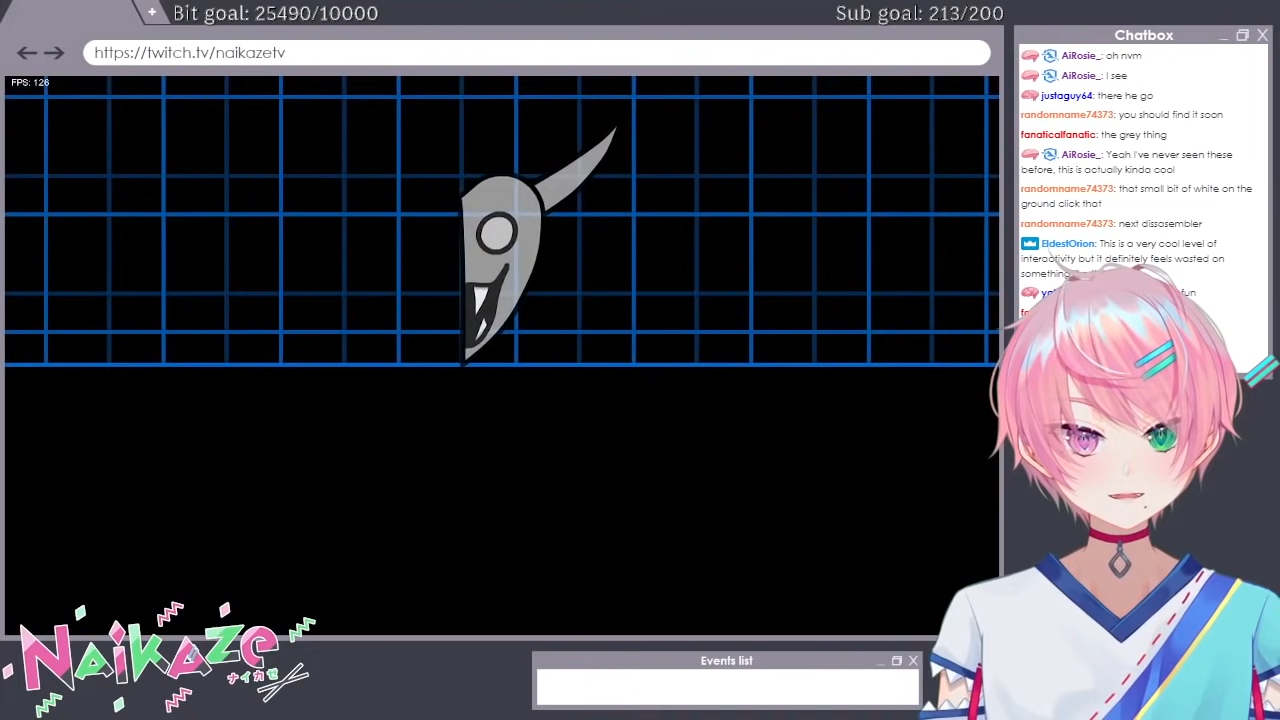 Bit goal: 25490/10000
Sub goal: 213/200
https://twitch.tv/naikazetv
FPS: 126
Chatbox
AiRosie_: oh nvm
AiRosie_: I see
justaguy64: there he go
randomname74373: you should find it soon
fanaticalfanatic: the grey thing
AiRosie_: Yeah I've never seen these
before, this is actually kinda cool
randomname74373: that small bit of white on the
ground click that
randomname74373: next dissasembler
EldestOrion: This is a very cool level of
interactivity but it definitely feels wasted on
fun
Naikaze
ナイカゼ
Events list